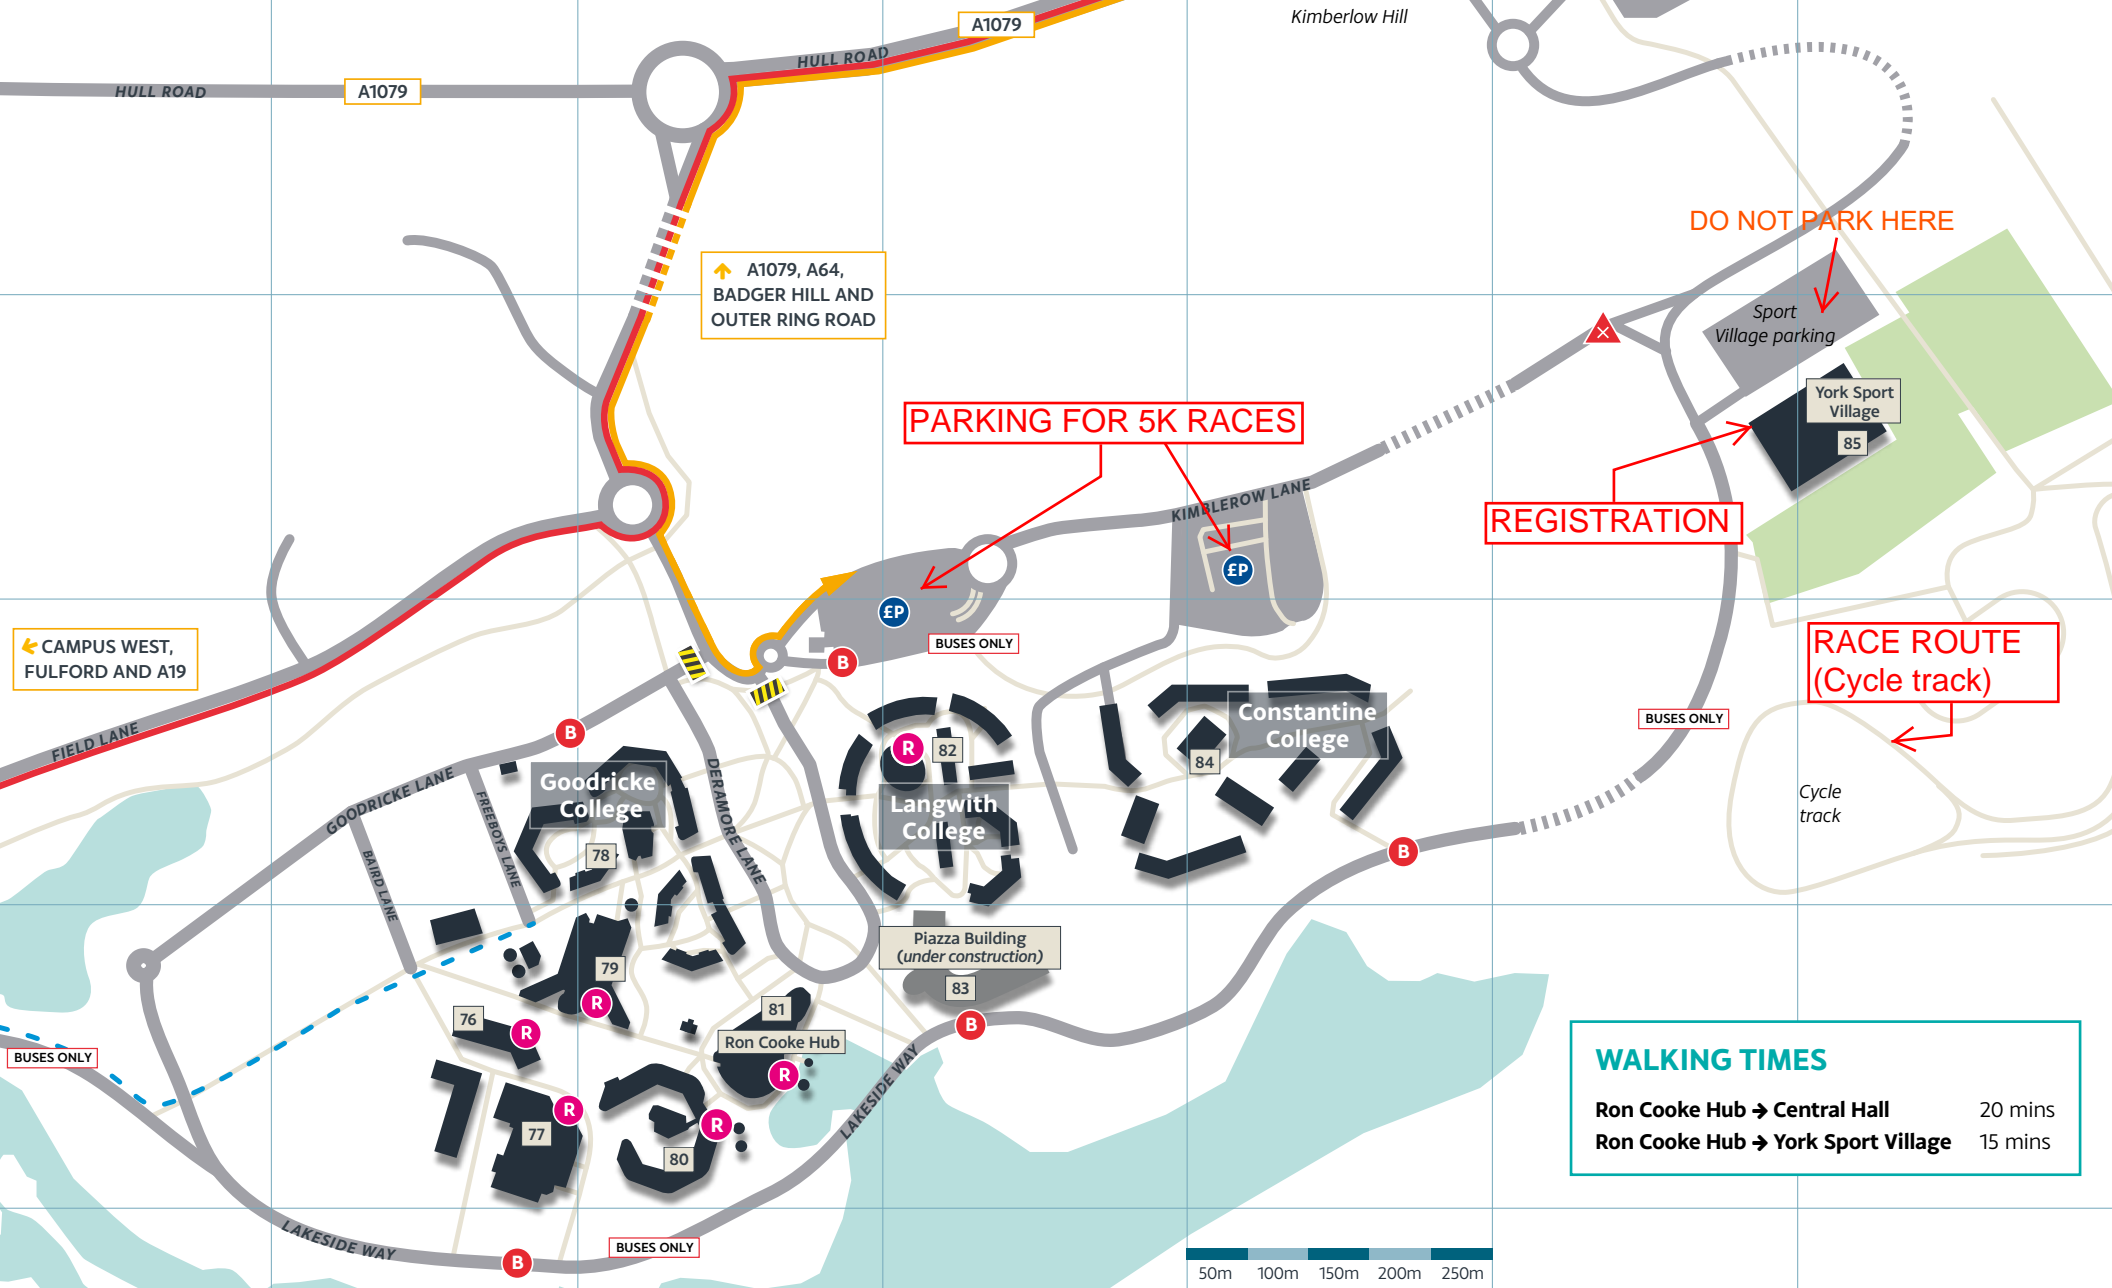 Kimberlow Hill
A1079
HULL ROAD
HULL ROAD
A1079
DO NOT PARK HERE
A1079, A64,
BADGER HILL AND
OUTER RING ROAD
Sport
Village parking
York Sport
Village
85
PARKING FOR 5K RACES
KIMBLEROW LANE
REGISTRATION
£P
£P
BUSES ONLY
B
CAMPUS WEST,
FULFORD AND A19
RACE ROUTE
(Cycle track)
BUSES ONLY
FIELD LANE
B
Constantine
College
84
R
82
Goodricke
College
78
Langwith
College
GOODRICKE LANE
FREEBOYS LANE
DERAMORE LANE
BAIRD LANE
Cycle
track
B
Piazza Building
(under construction)
83
79
R
81
76
R
Ron Cooke Hub
R
B
BUSES ONLY
LAKESIDE WAY
R
77
R
80
WALKING TIMES
Ron Cooke Hub → Central Hall 20 mins
Ron Cooke Hub → York Sport Village 15 mins
LAKESIDE WAY
BUSES ONLY
B
50m 100m 150m 200m 250m